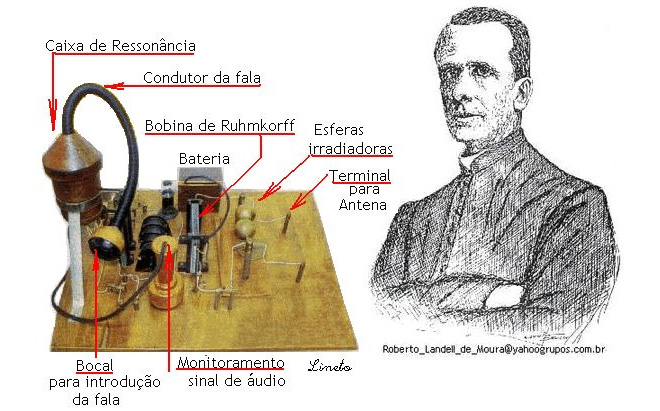 Caixa de Ressonância
Condutor da fala
Bobina de Ruhmkorff
Bateria
Esferas
irradiadoras
Terminal
para
Antena
Bocal
para introdução
da fala
Monitoramento
sinal de áudio
Lineto
Roberto_Landell_de_Moura@yahoogrupos.com.br